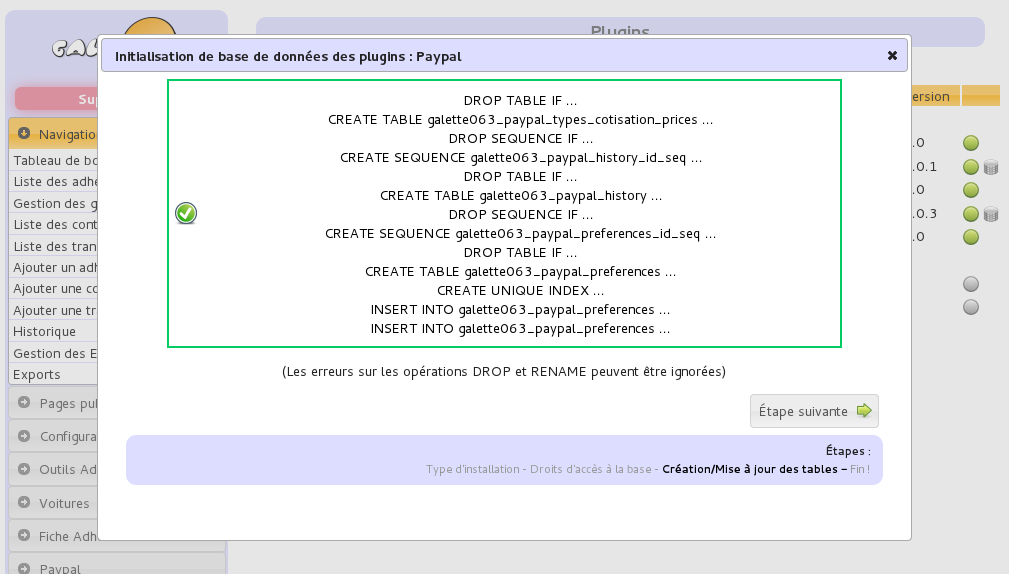 Plugins
Initialisation de base de données des plugins : Paypal
DROP TABLE IF ...
CREATE TABLE galette063_paypal_types_cotisation_prices ...
DROP SEQUENCE IF ...
CREATE SEQUENCE galette063_paypal_history_id_seq ...
DROP TABLE IF ...
CREATE TABLE galette063_paypal_history ...
DROP SEQUENCE IF ...
CREATE SEQUENCE galette063_paypal_preferences_id_seq ...
DROP TABLE IF ...
CREATE TABLE galette063_paypal_preferences ...
CREATE UNIQUE INDEX ...
INSERT INTO galette063_paypal_preferences ...
INSERT INTO galette063_paypal_preferences ...
(Les erreurs sur les opérations DROP et RENAME peuvent être ignorées)
Étape suivante
Étapes :
Type d'installation - Droits d'accès à la base - Création/Mise à jour des tables - Fin !
GAL
Su
Navigatio
Tableau de bo
Liste des adhé
Gestion des g
Liste des cont
Liste des tran
Ajouter un adh
Ajouter une co
Ajouter une tr
Historique
Gestion des E
Exports
Pages pub
Configura
Outils Ad
Voitures
Fiche Adh
Paypal
ersion
.0
.0.1
.0
.0.3
.0